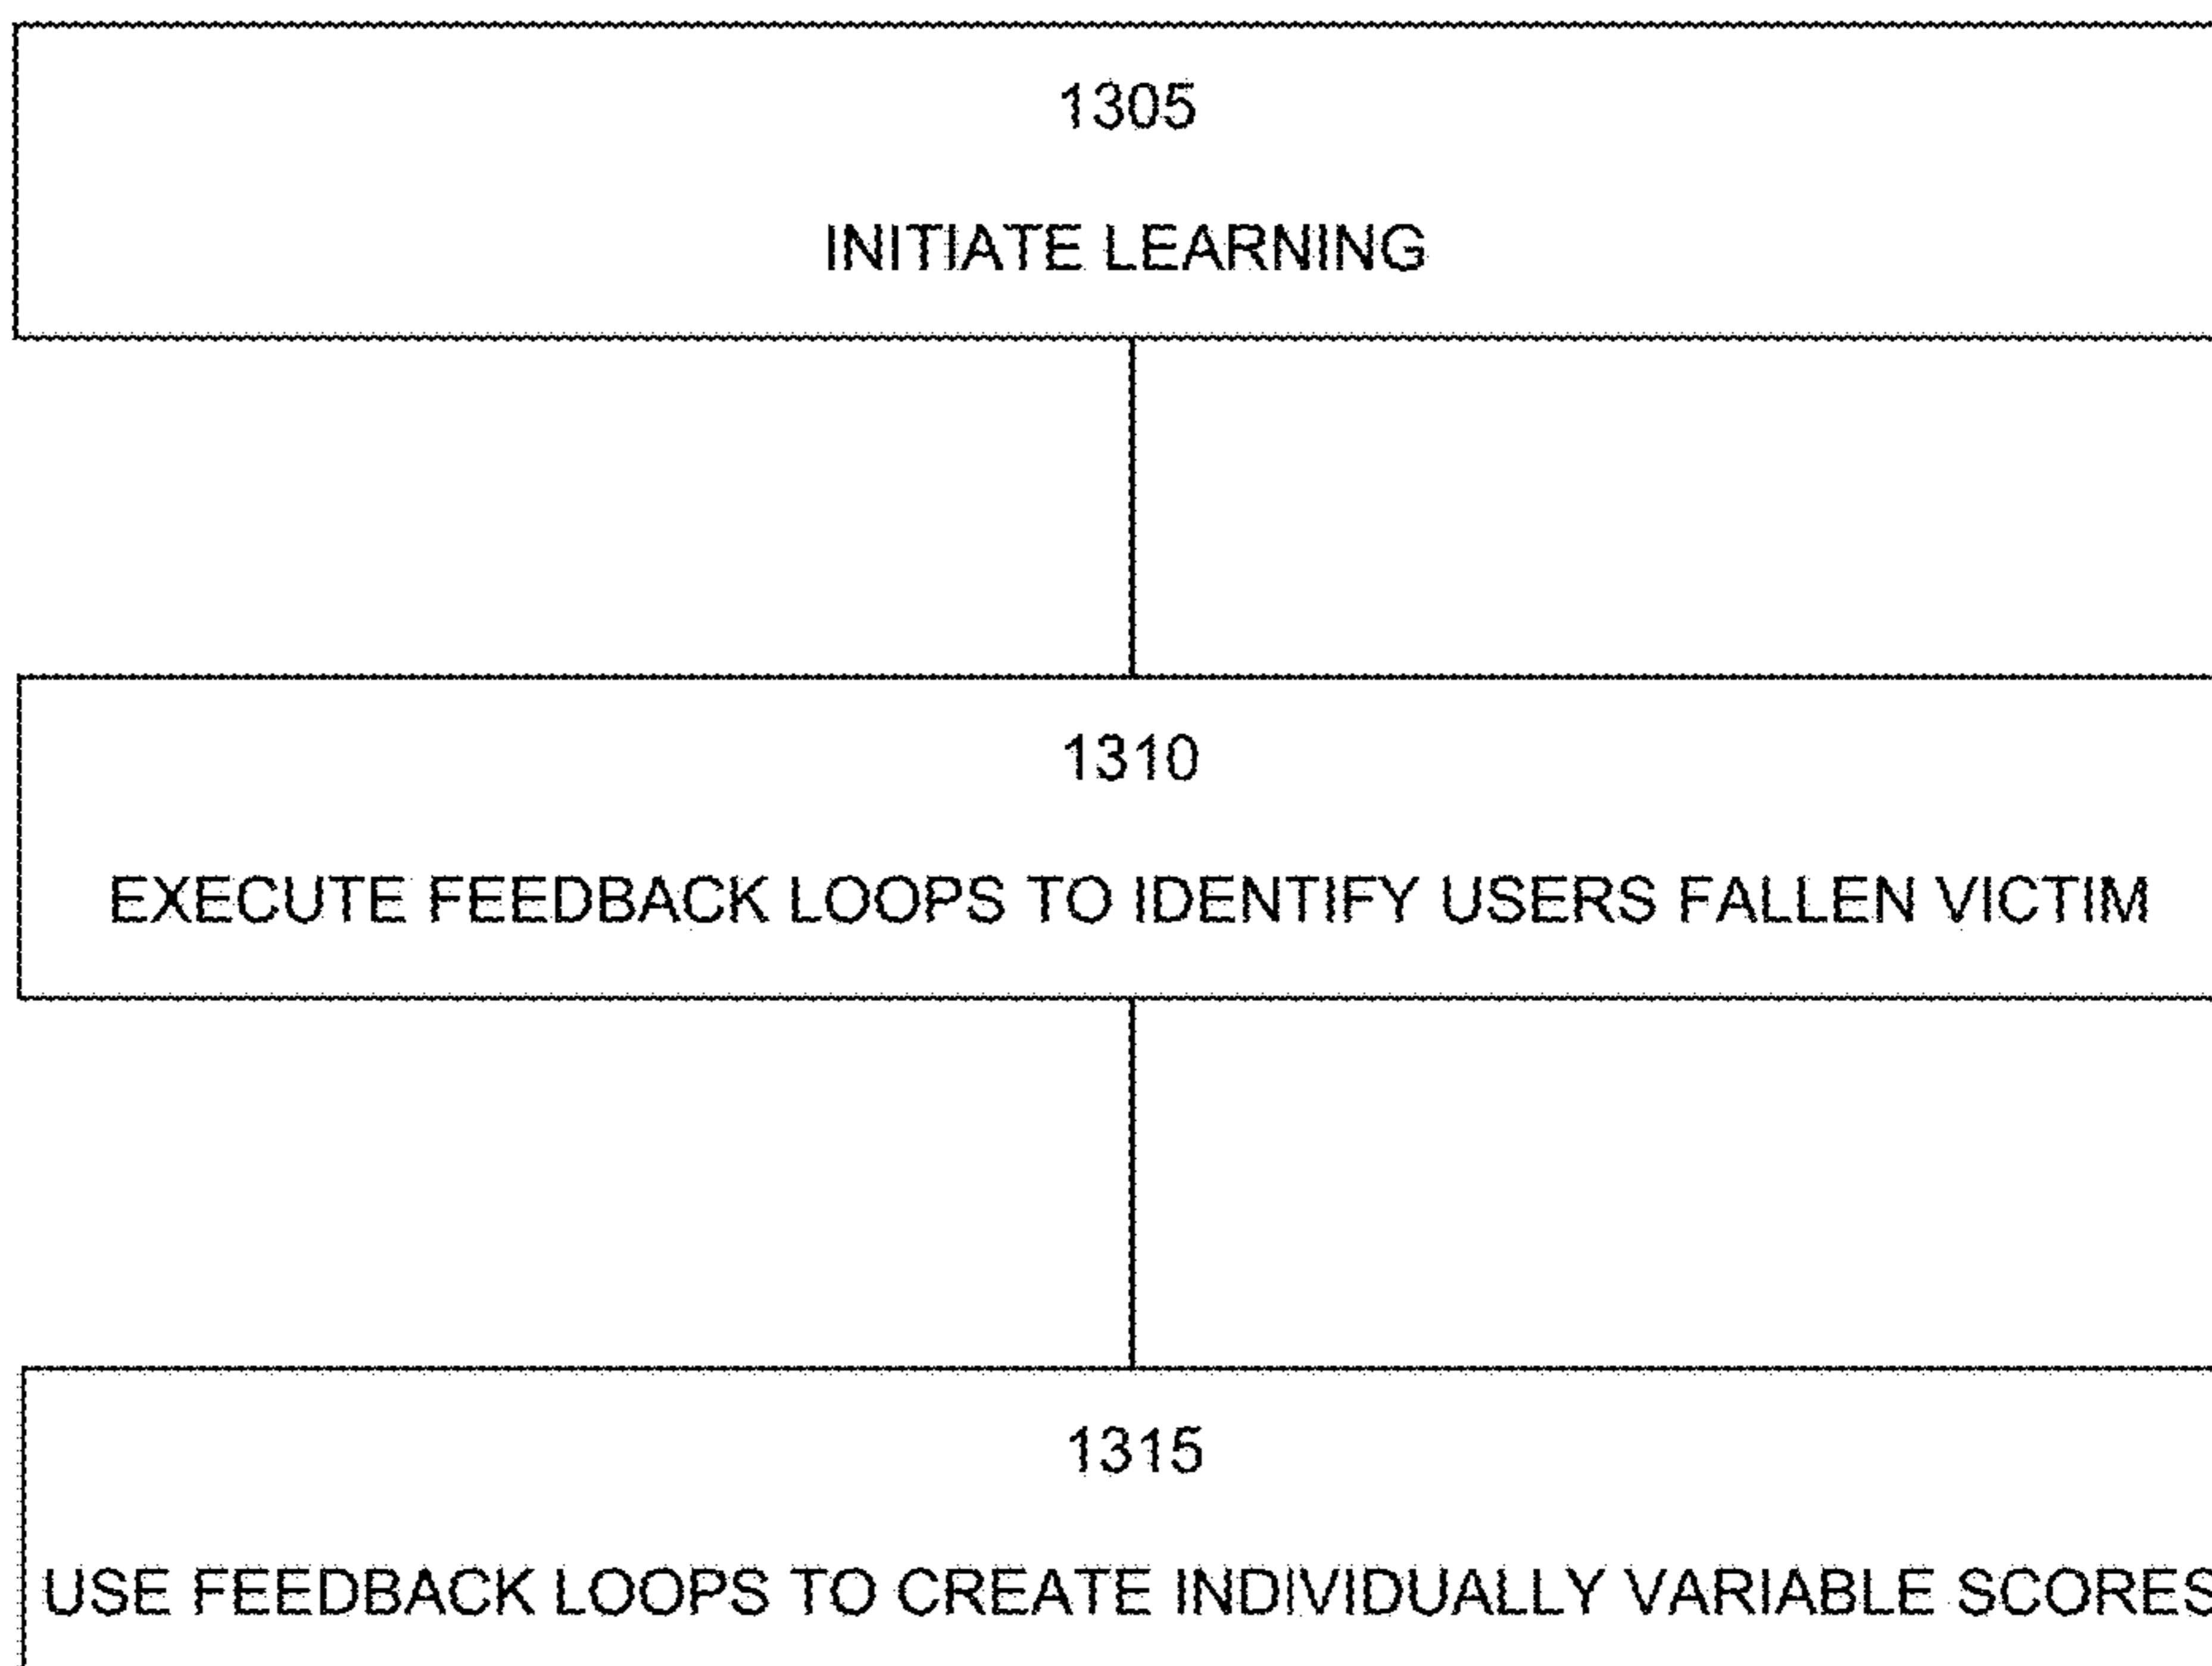 1305
INITIATE LEARNING
1310
EXECUTE FEEDBACK LOOPS TO IDENTIFY USERS FALLEN VICTIM
1315
USE FEEDBACK LOOPS TO CREATE INDIVIDUALLY VARIABLE SCORES